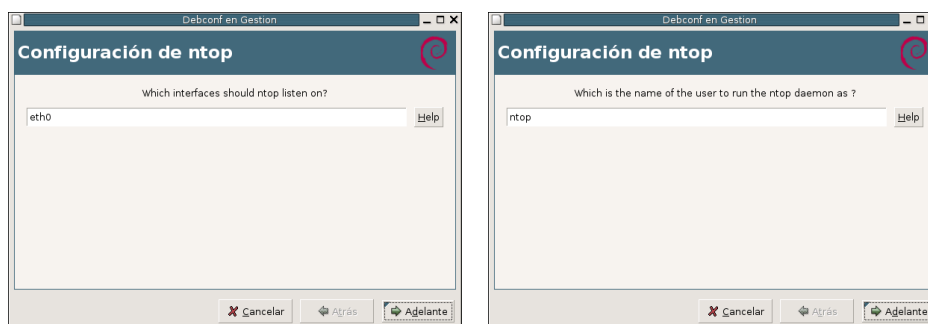 Debconf en Gestion
Configuración de ntop
Which interfaces should ntop listen on?
eth0
Help
Cancelar
Atrás
Adelante
Debconf en Gestion
Configuración de ntop
Which is the name of the user to run the ntop daemon as ?
ntop
Help
Cancelar
Atrás
Adelante